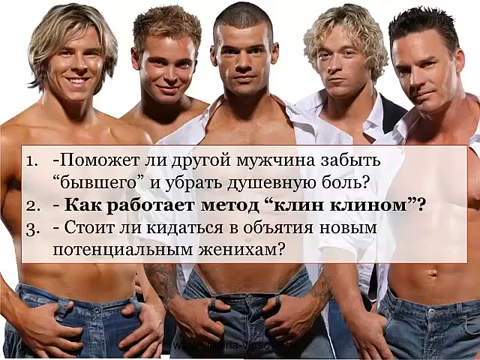 1. -Поможет ли другой мужчина забыть
“бывшего” и убрать душевную боль?
2. - Как работает метод “клин клином”?
3. - Стоит ли кидаться в объятия новым
потенциальным женихам?